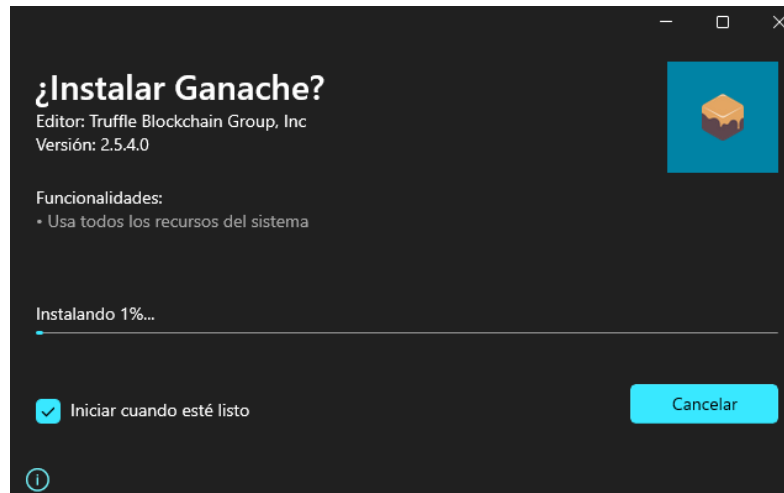 ¿Instalar Ganache?
Editor: Truffle Blockchain Group, Inc
Versión: 2.5.4.0
Funcionalidades:
• Usa todos los recursos del sistema
Instalando 1%...
Iniciar cuando esté listo
Cancelar